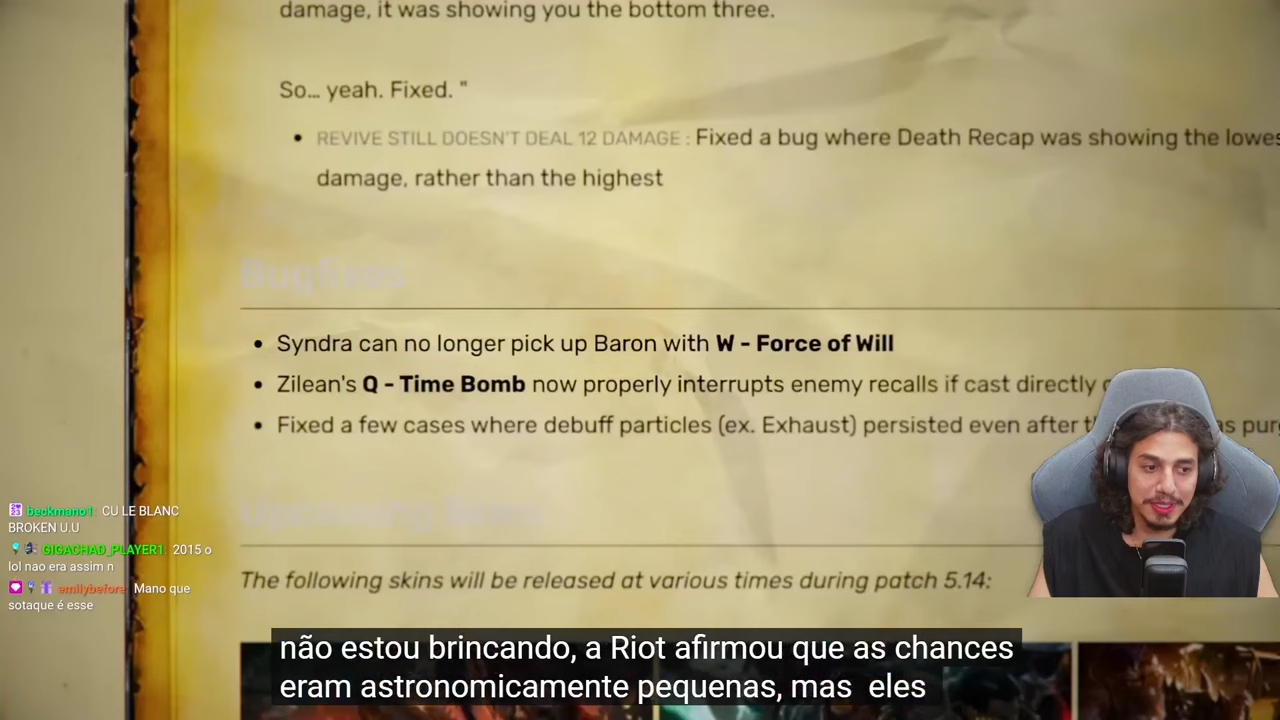 damage, it was showing you the bottom three.
So... yeah. Fixed. "
• REVIVE STILL DOESN'T DEAL 12 DAMAGE : Fixed a bug where Death Recap was showing the lowes
damage, rather than the highest
Bugfixes
• Syndra can no longer pick up Baron with W - Force of Will
• Zilean's Q - Time Bomb now properly interrupts enemy recalls if cast directly
• Fixed a few cases where debuff particles (ex. Exhaust) persisted even after
Upcoming
The following skins will be released at various times during patch 5.14:
beckmano1: CU LE BLANC
BROKEN U.U
GIGACHAD_PLAYER1: 2015 o
lol nao era assim n
emilybefore: Mano que
sotaque é esse
não estou brincando, a Riot afirmou que as chances
eram astronomicamente pequenas, mas eles